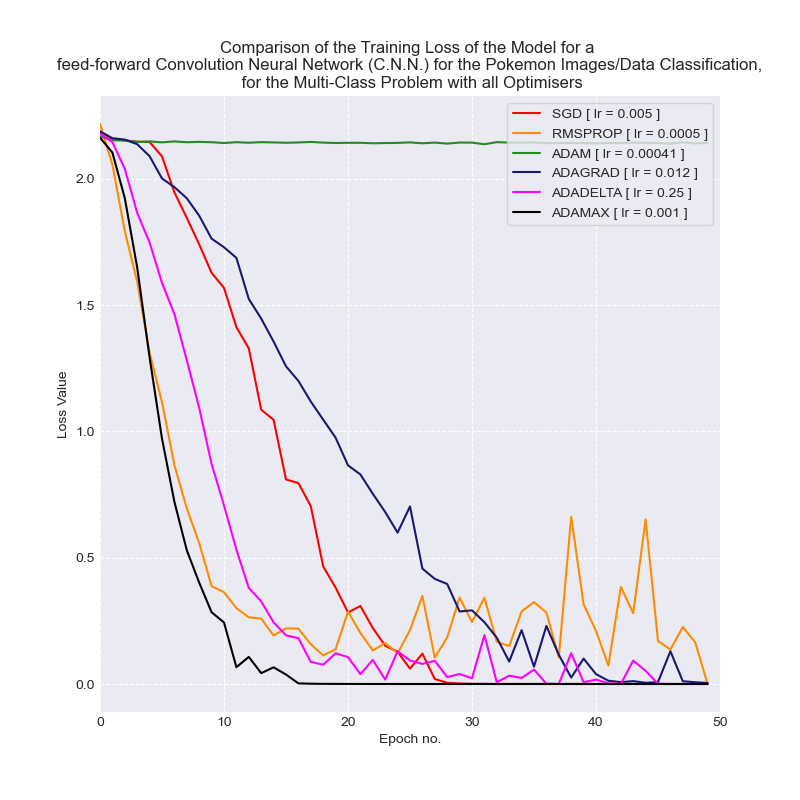 Comparison of the Training Loss of the Model for a
feed-forward Convolution Neural Network (C.N.N.) for the Pokemon Images/Data Classification,
for the Multi-Class Problem with all Optimisers
SGD [ lr = 0.005 ]
RMSPROP [ lr = 0.0005 ]
ADAM [ lr = 0.00041 ]
ADAGRAD [ lr = 0.012 ]
ADADELTA [ lr = 0.25 ]
ADAMAX [ lr = 0.001 ]
Loss Value
2.0
1.5
1.0
0.5
0.0
0 10 20 30 40 50
Epoch no.